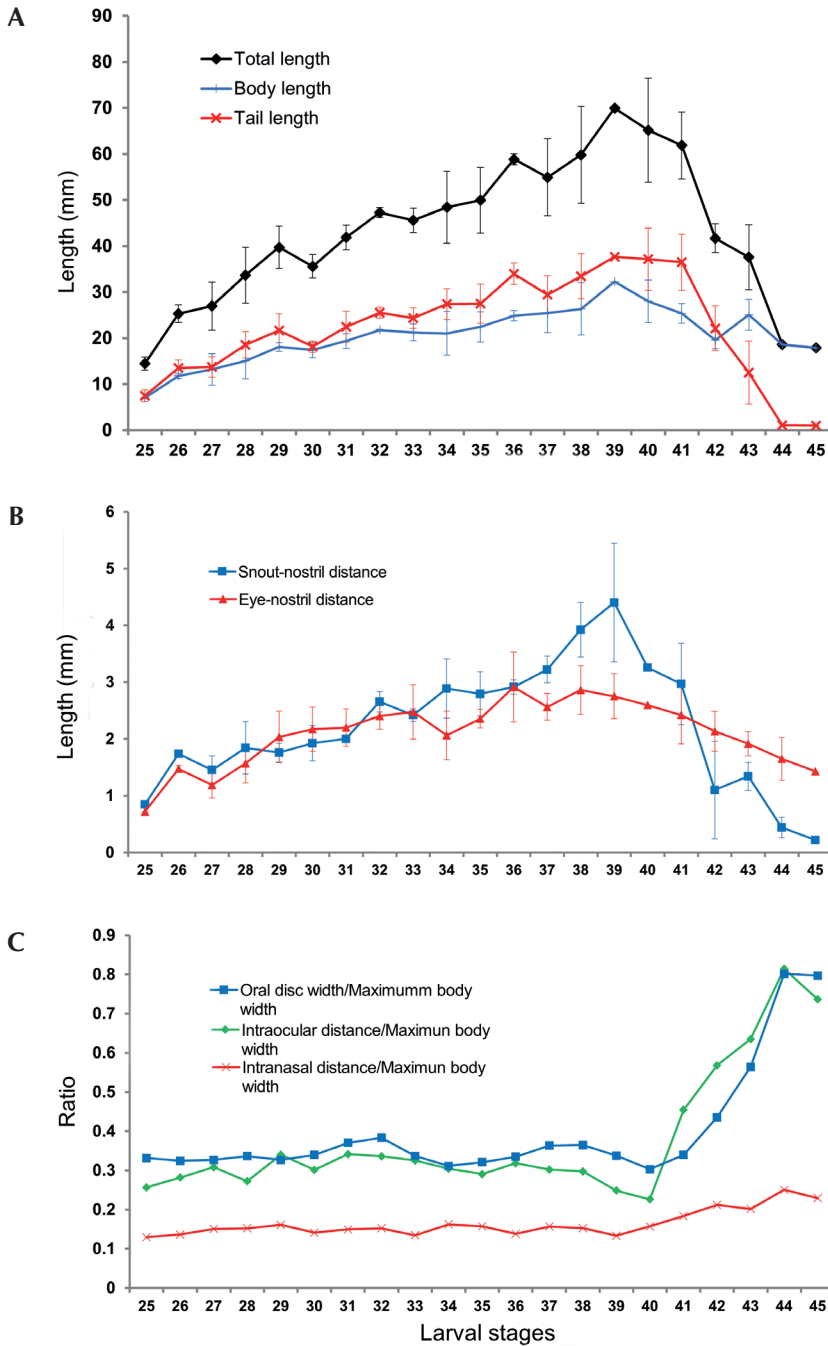 A
90
80
70
60
50
40
30
20
10
0
Length (mm)
Total length
Body length
Tail length
25 26 27 28 29 30 31 32 33 34 35 36 37 38 39 40 41 42 43 44 45
B
6
5
4
3
2
1
0
Length (mm)
Snout-nostril distance
Eye-nostril distance
25 26 27 28 29 30 31 32 33 34 35 36 37 38 39 40 41 42 43 44 45
C
0.9
0.8
0.7
0.6
0.5
0.4
0.3
0.2
0.1
0
Ratio
Oral disc width/Maximumm body
width
Intraocular distance/Maximun body
width
Intranasal distance/Maximun body
width
25 26 27 28 29 30 31 32 33 34 35 36 37 38 39 40 41 42 43 44 45
Larval stages